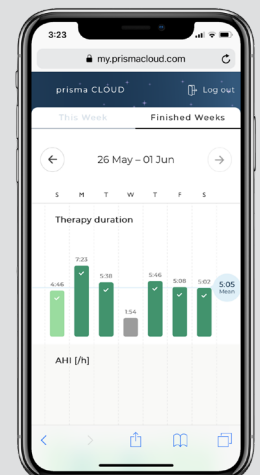 3:23
my.prismacloud.com
prisma CLOUD
Log out
This Week
Finished Weeks
26 May – 01 Jun
S M T W T F S
Therapy duration
7:23
5:38
5:46
5:08
5:02
4:46
1:54
5:05
Mean
AHI [/h]